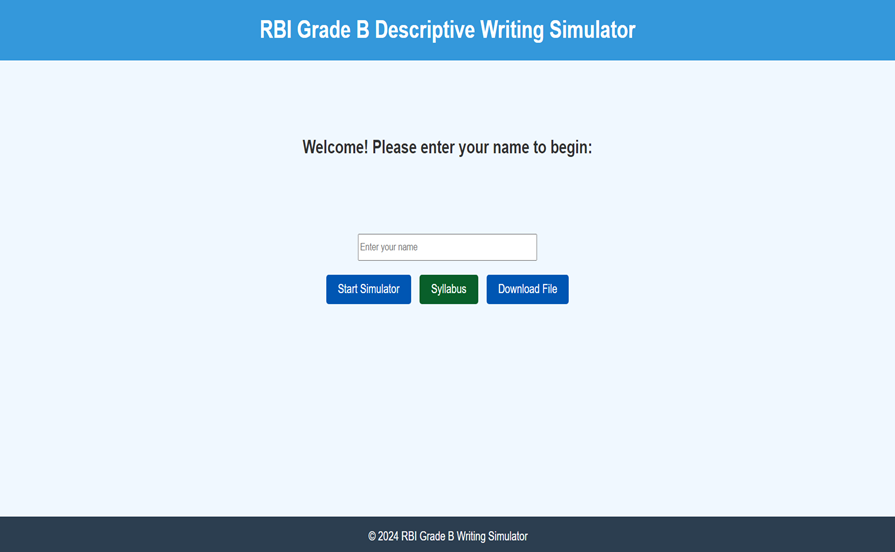 RBI Grade B Descriptive Writing Simulator
Welcome! Please enter your name to begin:
Enter your name
Start Simulator Syllabus Download File
© 2024 RBI Grade B Writing Simulator